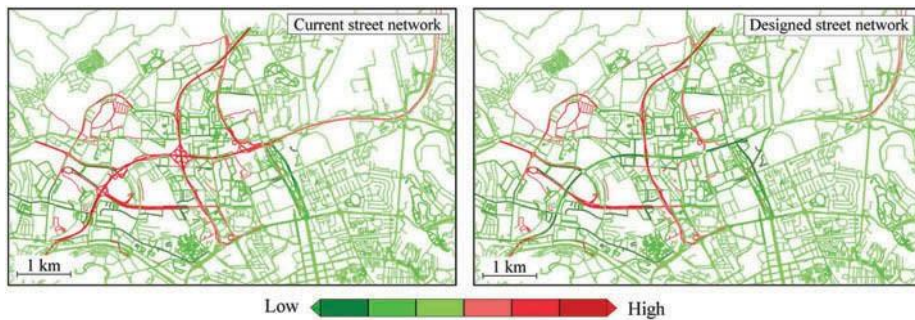 Current street network
Designed street network
1 km
1 km
Low
High